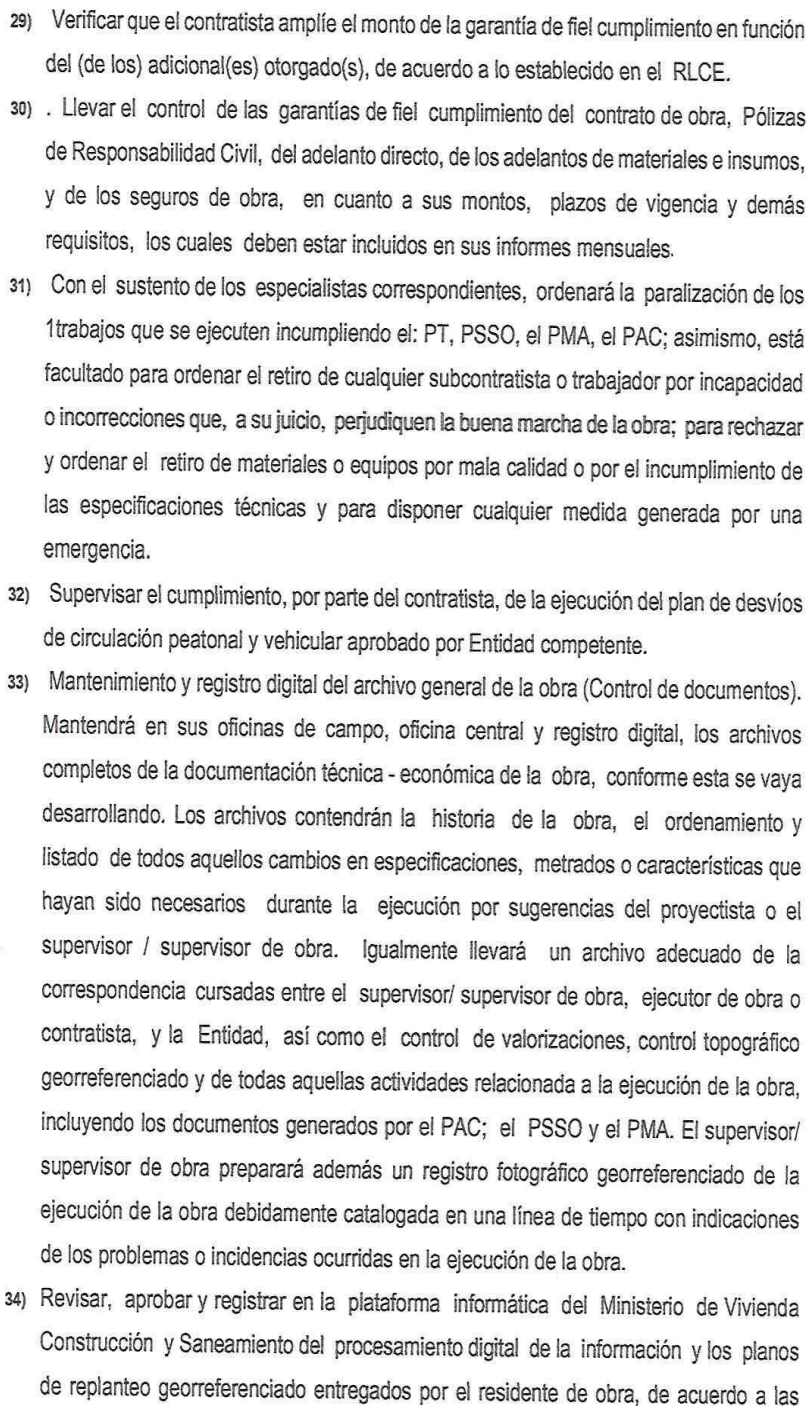 29) Verificar que el contratista amplíe el monto de la garantía de fiel cumplimiento en función
del (de los) adicional(es) otorgado(s), de acuerdo a lo establecido en el RLCE.
30) . Llevar el control de las garantías de fiel cumplimiento del contrato de obra, Pólizas
de Responsabilidad Civil, del adelanto directo, de los adelantos de materiales e insumos,
y de los seguros de obra, en cuanto a sus montos, plazos de vigencia y demás
requisitos, los cuales deben estar incluidos en sus informes mensuales.
31) Con el sustento de los especialistas correspondientes, ordenará la paralización de los
1trabajos que se ejecuten incumpliendo el: PT, PSSO, el PMA, el PAC; asimismo, está
facultado para ordenar el retiro de cualquier subcontratista o trabajador por incapacidad
o incorrecciones que, a su juicio, perjudiquen la buena marcha de la obra; para rechazar
y ordenar el retiro de materiales o equipos por mala calidad o por el incumplimiento de
las especificaciones técnicas y para disponer cualquier medida generada por una
emergencia.
32) Supervisar el cumplimiento, por parte del contratista, de la ejecución del plan de desvíos
de circulación peatonal y vehicular aprobado por Entidad competente.
33) Mantenimiento y registro digital del archivo general de la obra (Control de documentos).
Mantendrá en sus oficinas de campo, oficina central y registro digital, los archivos
completos de la documentación técnica - económica de la obra, conforme esta se vaya
desarrollando. Los archivos contendrán la historia de la obra, el ordenamiento y
listado de todos aquellos cambios en especificaciones, metrados o características que
hayan sido necesarios durante la ejecución por sugerencias del proyectista o el
supervisor / supervisor de obra. Igualmente llevará un archivo adecuado de la
correspondencia cursadas entre el supervisor/ supervisor de obra, ejecutor de obra o
contratista, y la Entidad, así como el control de valorizaciones, control topográfico
georreferenciado y de todas aquellas actividades relacionada a la ejecución de la obra,
incluyendo los documentos generados por el PAC; el PSSO y el PMA. El supervisor/
supervisor de obra preparará además un registro fotográfico georreferenciado de la
ejecución de la obra debidamente catalogada en una línea de tiempo con indicaciones
de los problemas o incidencias ocurridas en la ejecución de la obra.
34) Revisar, aprobar y registrar en la plataforma informática del Ministerio de Vivienda
Construcción y Saneamiento del procesamiento digital de la información y los planos
de replanteo georreferenciado entregados por el residente de obra, de acuerdo a las